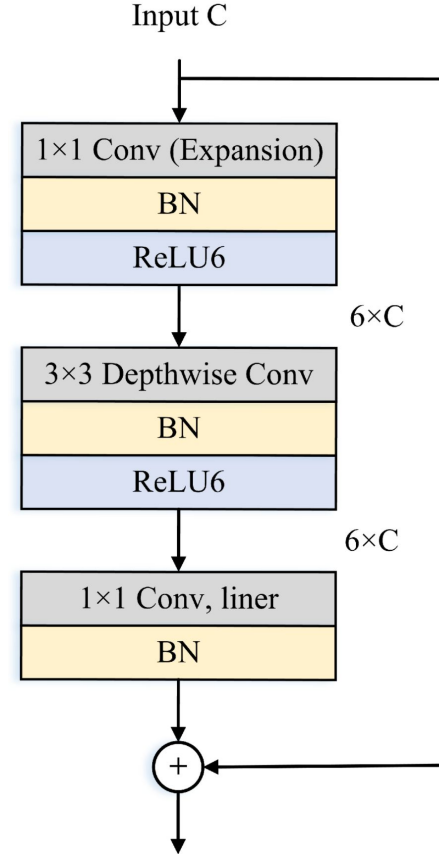 Input C
1×1 Conv (Expansion)
BN
ReLU6
6×C
3×3 Depthwise Conv
BN
ReLU6
6×C
1×1 Conv, liner
BN
+